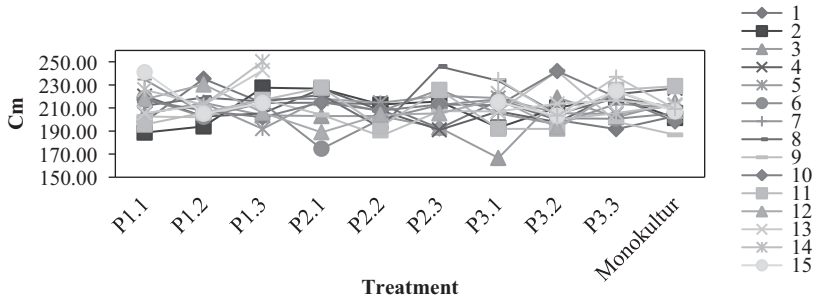 Cm
250.00
230.00
210.00
190.00
170.00
150.00
P1.1
P1.2
P1.3
P2.1
P2.2
P2.3
P3.1
P3.2
P3.3
Monokultur
Treatment
1
2
3
4
5
6
7
8
9
10
11
12
13
14
15